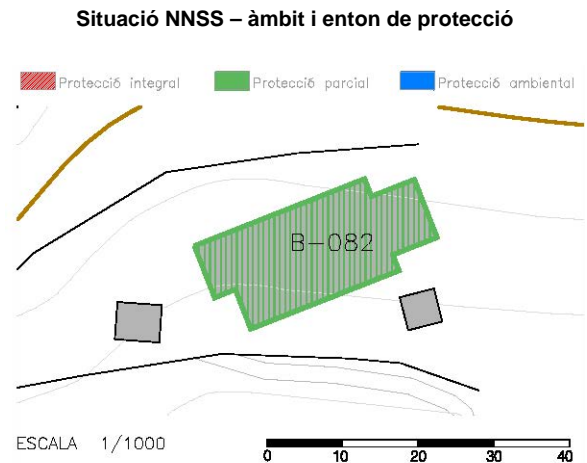 Situació NNSS – àmbit i enton de protecció
Protecció integral Protecció parcial Protecció ambiental
B-082
ESCALA 1/1000
0 10 20 30 40